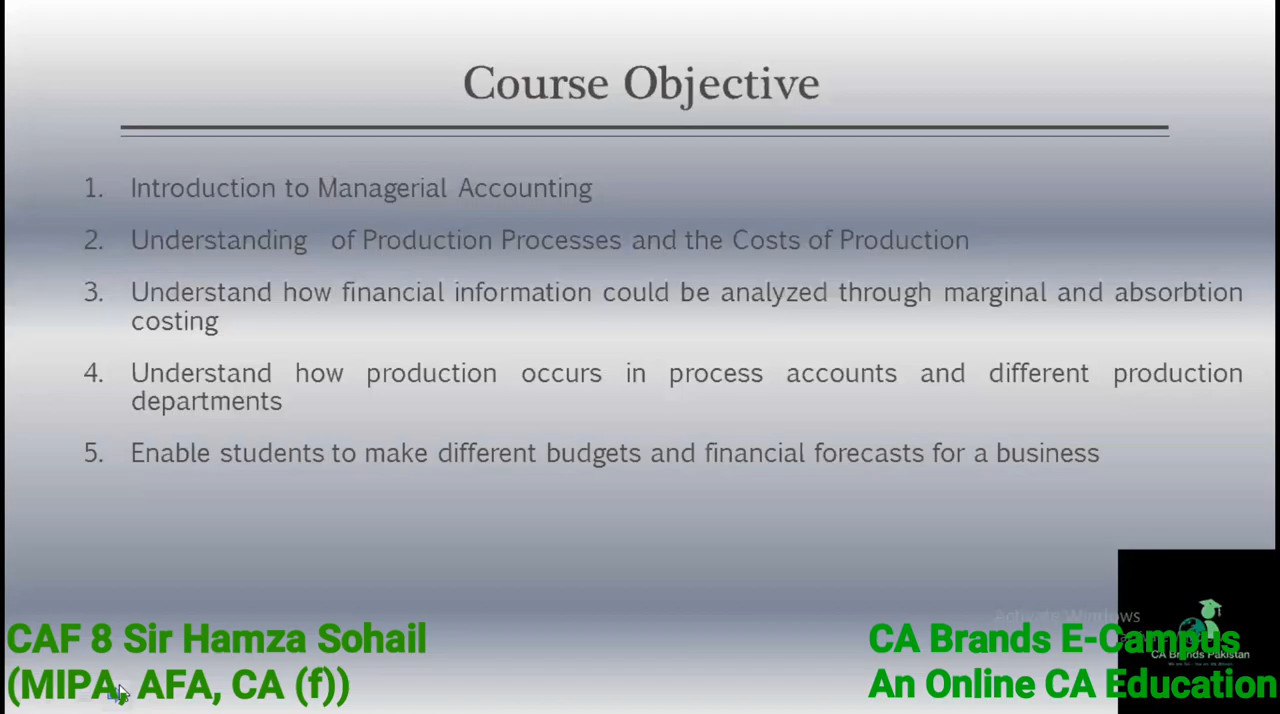 Course Objective
1. Introduction to Managerial Accounting
2. Understanding of Production Processes and the Costs of Production
3. Understand how financial information could be analyzed through marginal and absorbtion
costing
4. Understand how production occurs in process accounts and different production
departments
5. Enable students to make different budgets and financial forecasts for a business
Activate Windows
CAF 8 Sir Hamza Sohail
(MIPA, AFA, CA (f))
CA Brands E-Campus
An Online CA Education
CA Brands Pakistan